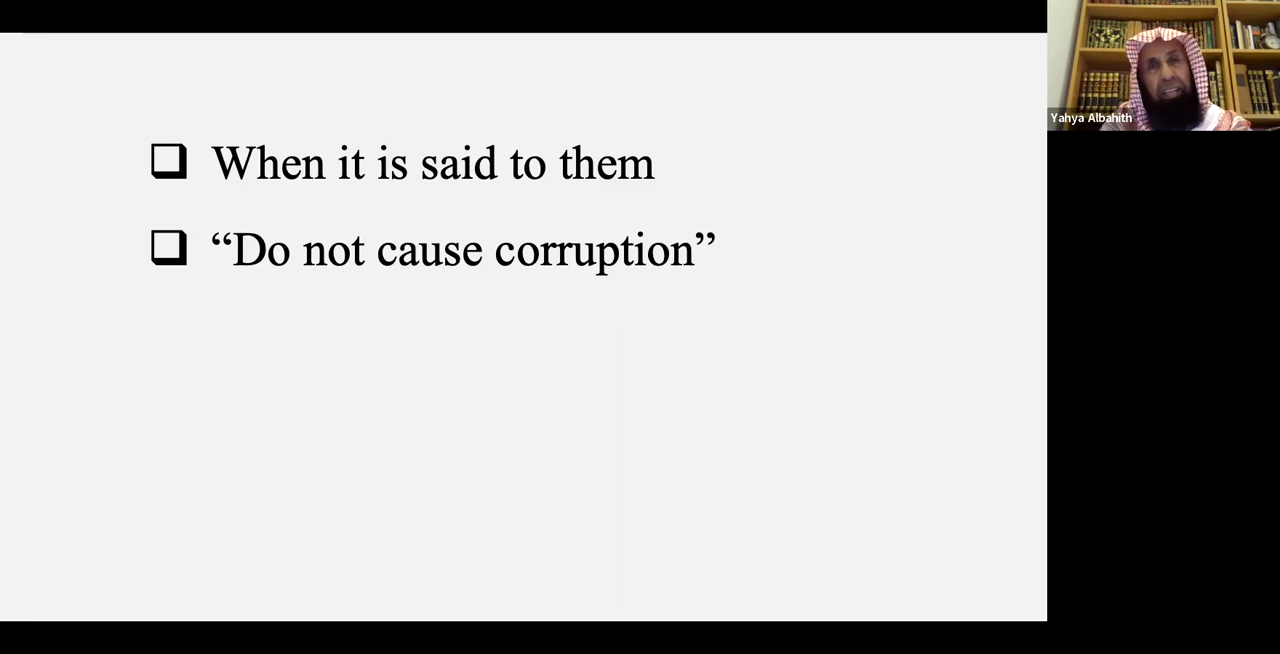 When it is said to them
“Do not cause corruption”
Yahya Albahith